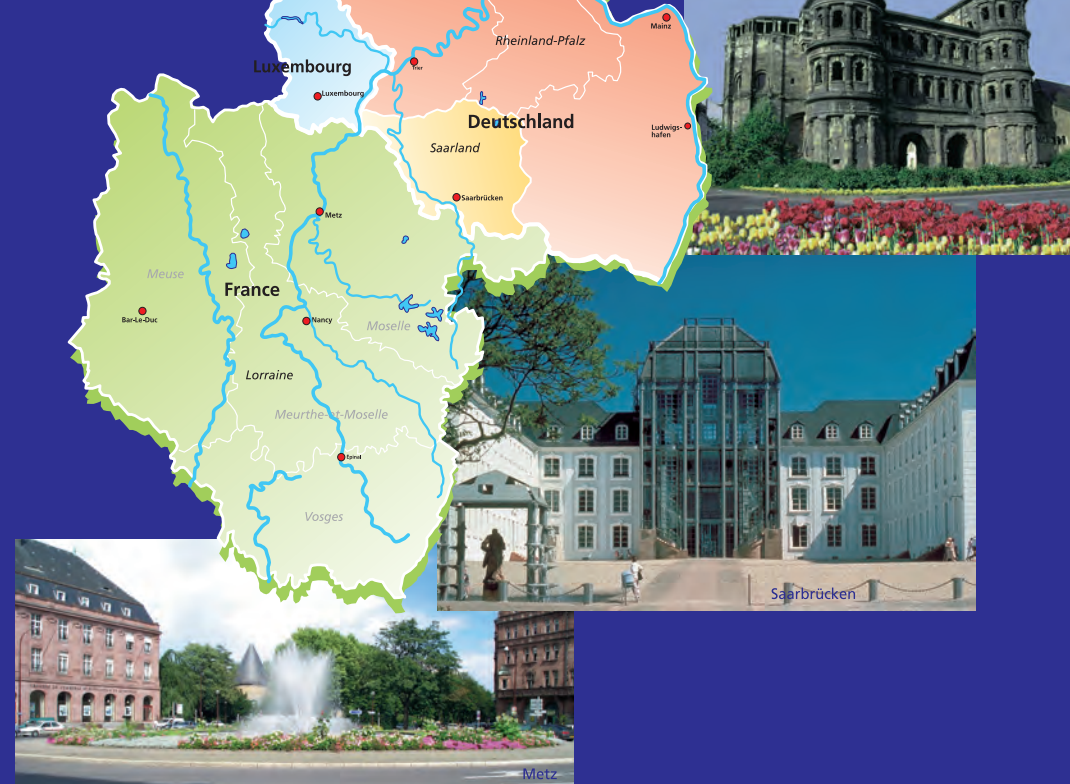 Mainz
Rheinland-Pfalz
Trier
Luxembourg
Luxembourg
Deutschland
Ludwigs-
hafen
Saarland
Saarbrücken
Metz
Meuse
France
Bar-Le-Duc
Nancy
Moselle
Lorraine
Meurthe-et-Moselle
Epinal
Vosges
Saarbrücken
Metz